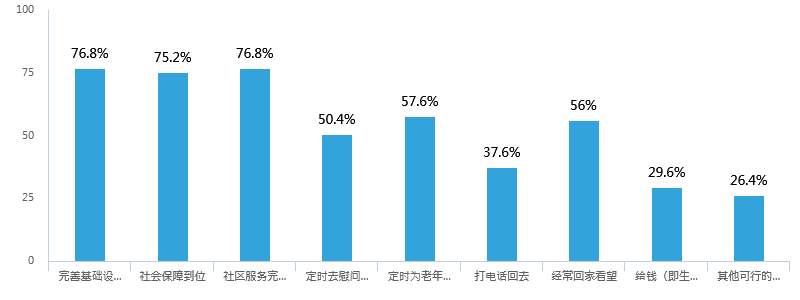 100
75
50
25
0
76.8%
75.2%
76.8%
50.4%
57.6%
37.6%
56%
29.6%
26.4%
完善基础设...
社会保障到位
社区服务完...
定时去慰问...
定时为老年...
打电话回去
经常回家看望
给钱（即生...
其他可行的...